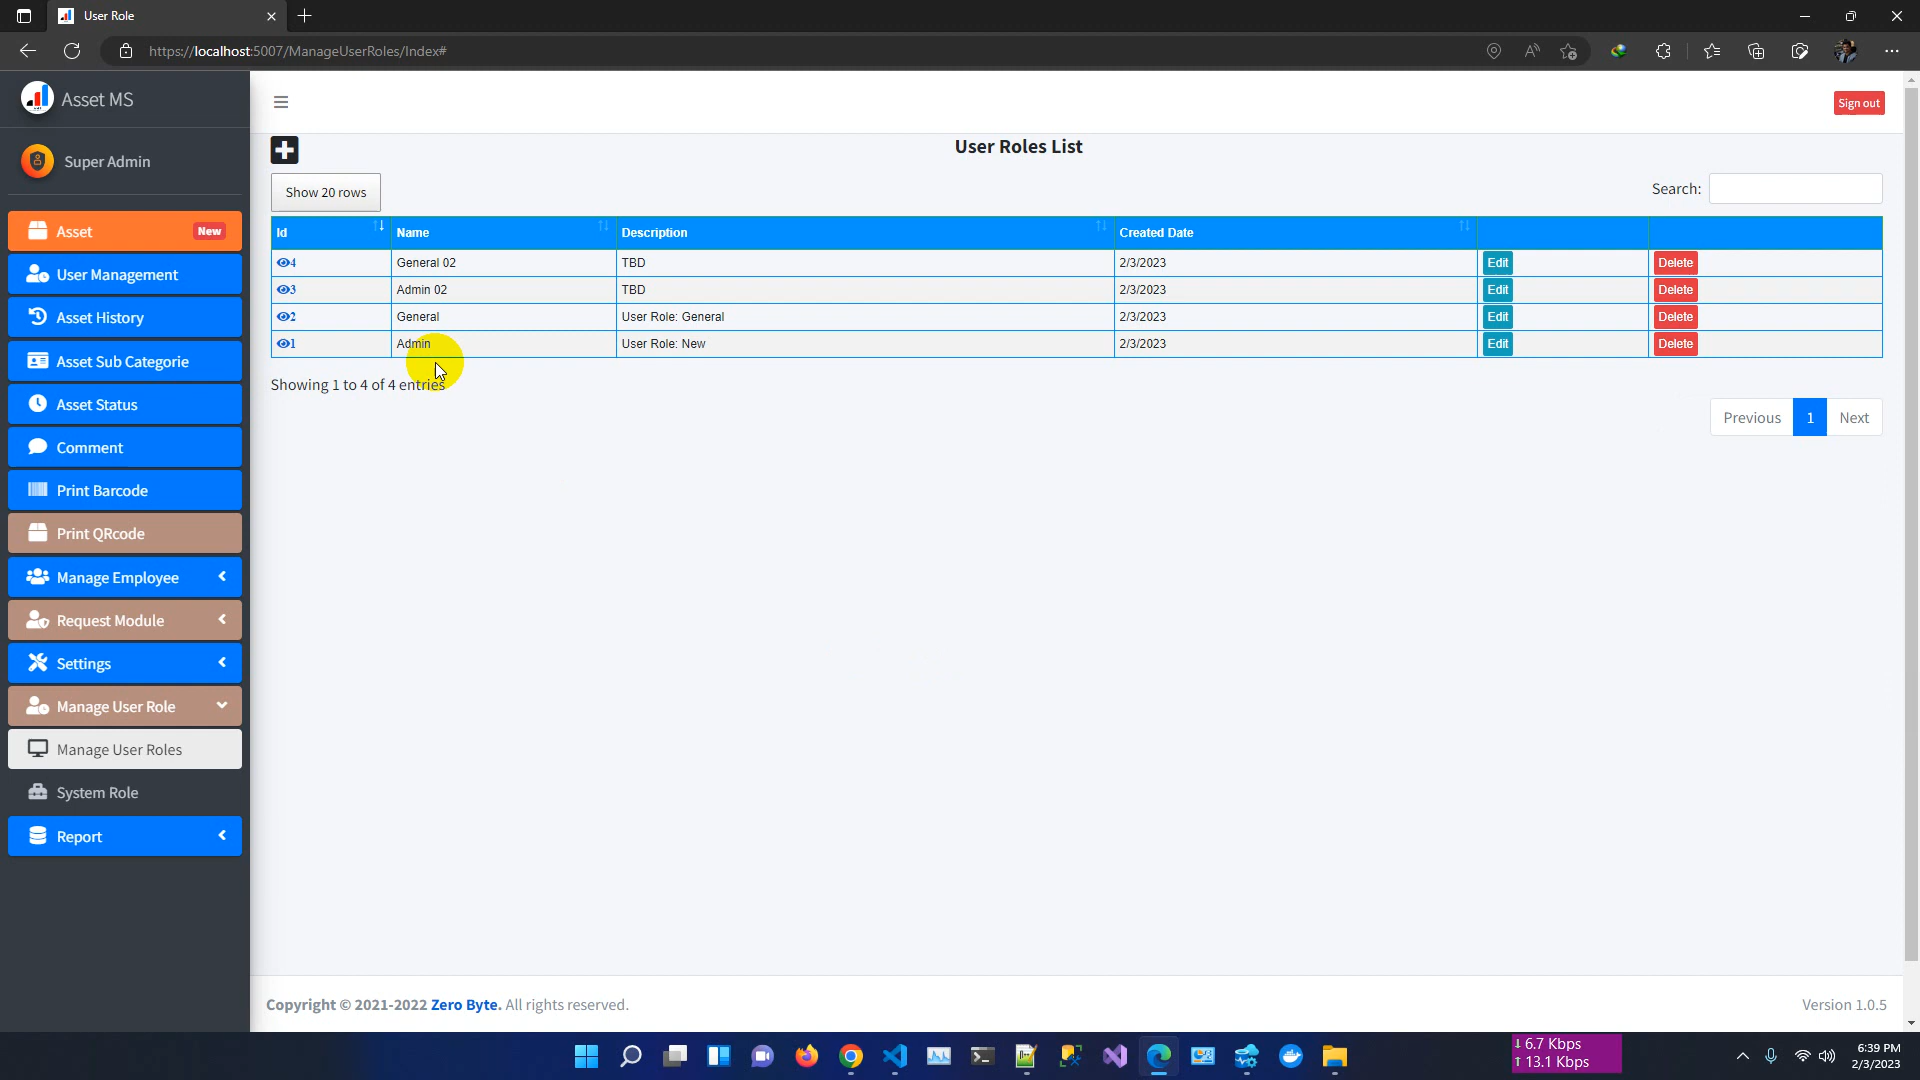 User Role
https://localhost:5007/ManageUserRoles/Index#
Asset MS
Sign out
Super Admin
User Roles List
Show 20 rows
Search:
Asset New
User Management
Asset History
Asset Sub Categorie
Asset Status
Comment
Print Barcode
Print QRcode
Manage Employee
Request Module
Settings
Manage User Role
Manage User Roles
System Role
Report
Id Name Description Created Date
4 General 02 TBD 2/3/2023 Edit Delete
3 Admin 02 TBD 2/3/2023 Edit Delete
2 General User Role: General 2/3/2023 Edit Delete
1 Admin User Role: New 2/3/2023 Edit Delete
Showing 1 to 4 of 4 entries
Previous 1 Next
Copyright © 2021-2022 Zero Byte. All rights reserved.
Version 1.0.5
↓ 6.7 Kbps
↑ 13.1 Kbps
6:39 PM
2/3/2023